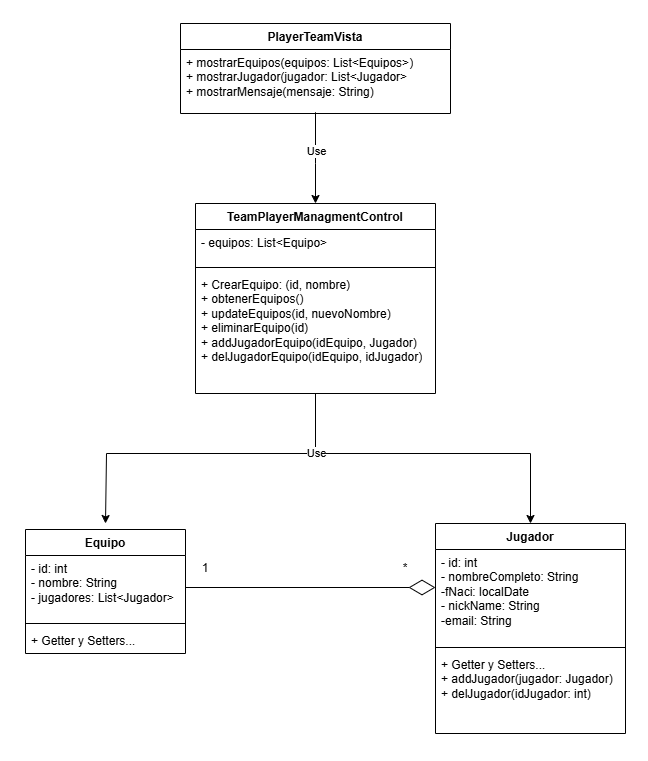 PlayerTeamVista
+ mostrarEquipos(equipos: List<Equipos>)
+ mostrarJugador(jugador: List<Jugador>
+ mostrarMensaje(mensaje: String)
Use
TeamPlayerManagmentControl
- equipos: List<Equipo>
+ CrearEquipo: (id, nombre)
+ obtenerEquipos()
+ updateEquipos(id, nuevoNombre)
+ eliminarEquipo(id)
+ addJugadorEquipo(idEquipo, Jugador)
+ delJugadorEquipo(idEquipo, idJugador)
Use
Equipo
- id: int
- nombre: String
- jugadores: List<Jugador>
+ Getter y Setters...
1
*
Jugador
- id: int
- nombreCompleto: String
-fNaci: localDate
- nickName: String
-email: String
+ Getter y Setters...
+ addJugador(jugador: Jugador)
+ delJugador(idJugador: int)